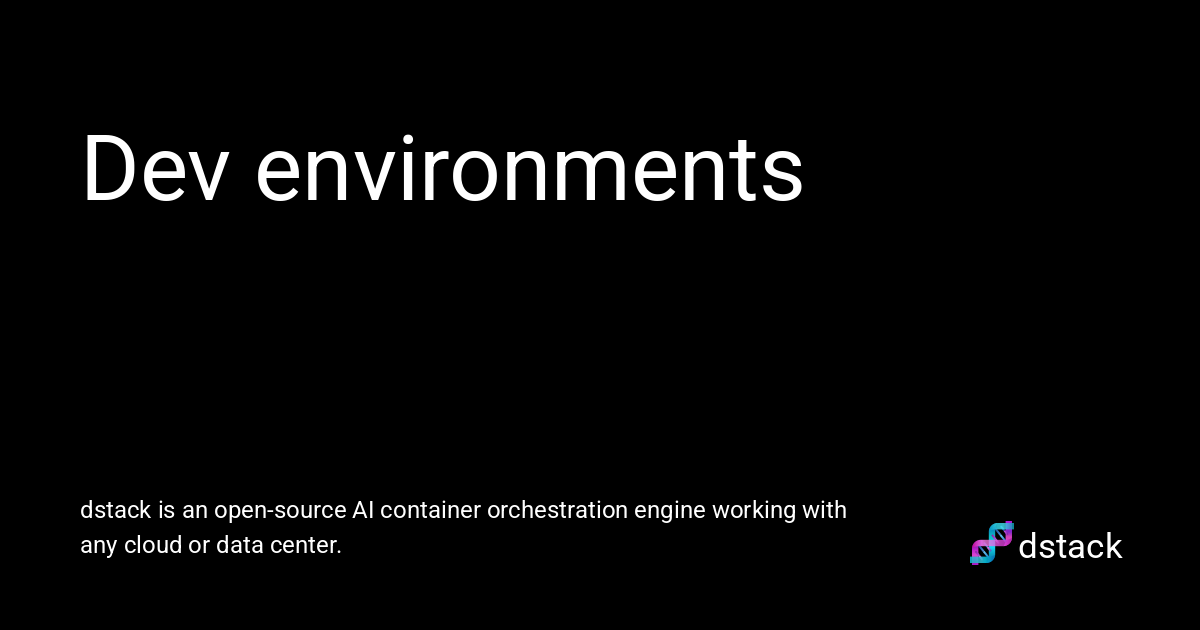 Dev environments
dstack is an open-source AI container orchestration engine working with
any cloud or data center.
dstack